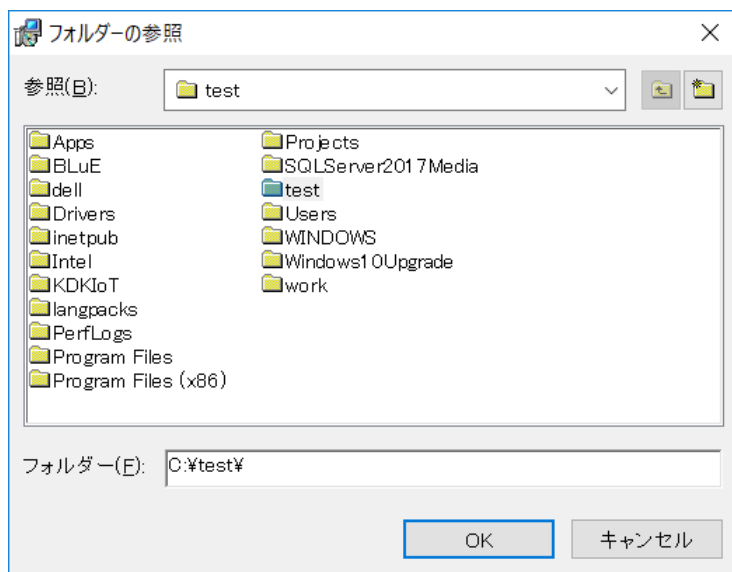 フォルダーの参照
参照(B):
test
Apps
BLuE
dell
Drivers
inetpub
Intel
KDKIoT
langpacks
PerfLogs
Program Files
Program Files (x86)
Projects
SQLServer2017Media
test
Users
WINDOWS
Windows10Upgrade
work
フォルダー(F):
C:¥test¥
OK
キャンセル